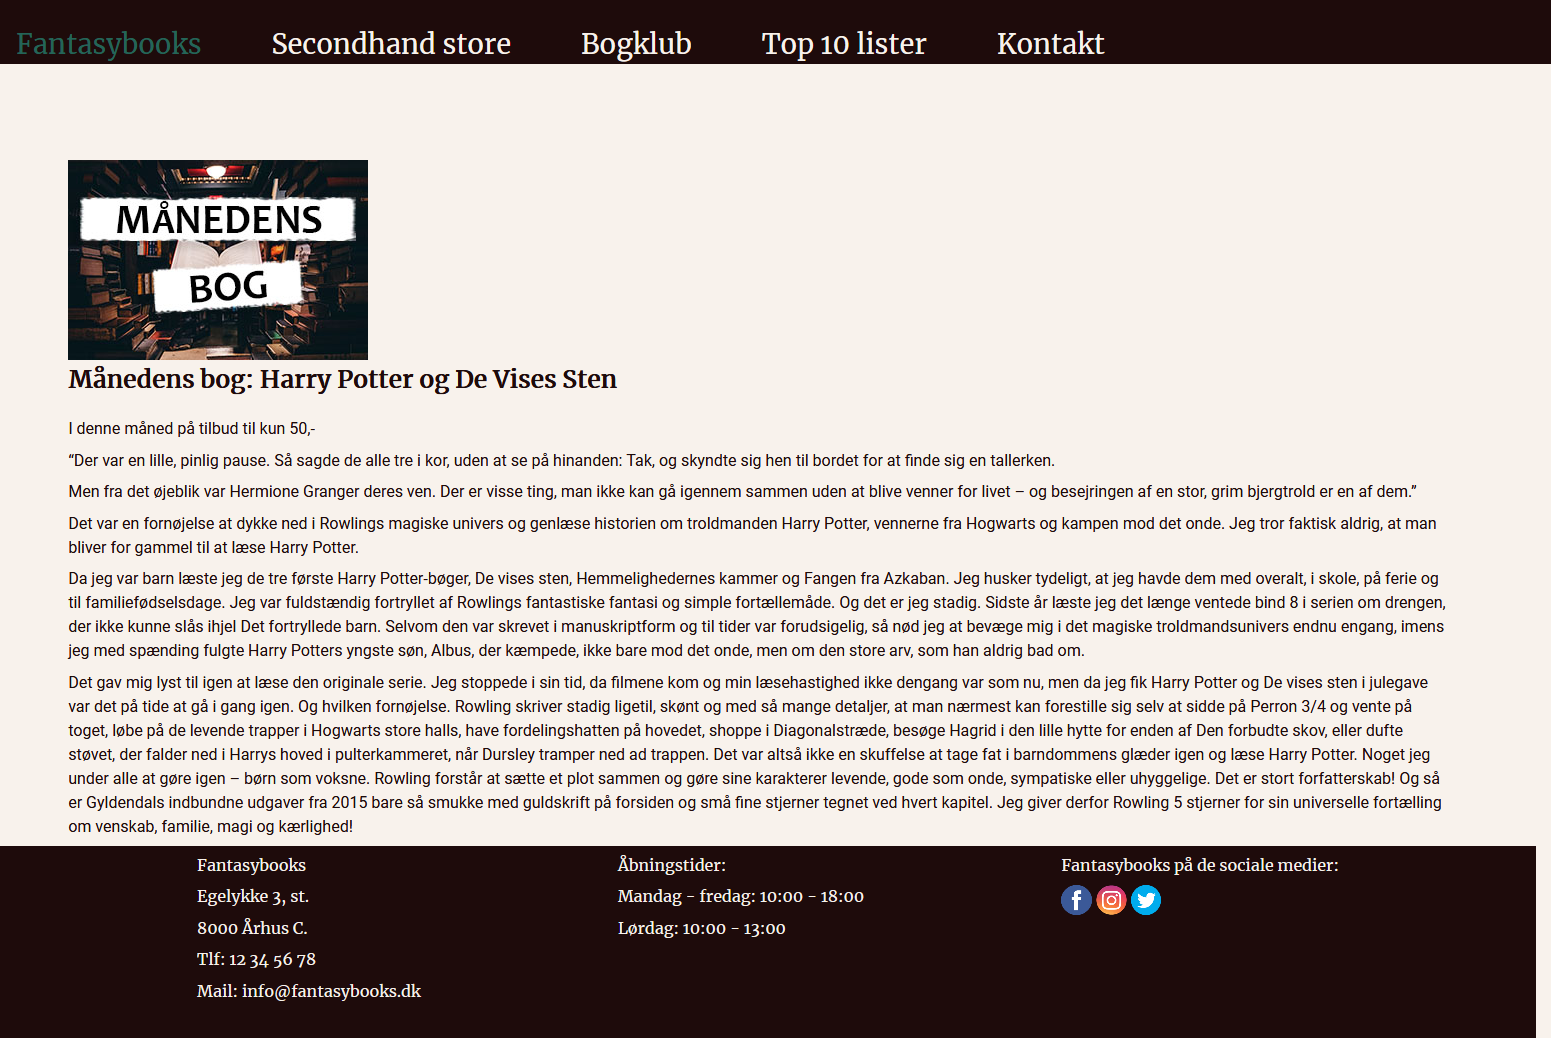 Fantasybooks Secondhand store Bogklub Top 10 lister Kontakt
MÅNEDENS
BOG
Månedens bog: Harry Potter og De Vises Sten
I denne måned på tilbud til kun 50,-
“Der var en lille, pinlig pause. Så sagde de alle tre i kor, uden at se på hinanden: Tak, og skyndte sig hen til bordet for at finde sig en tallerken.
Men fra det øjeblik var Hermione Granger deres ven. Der er visse ting, man ikke kan gå igennem sammen uden at blive venner for livet – og besejringen af en stor, grim bjergtrold er en af dem.”
Det var en fornøjelse at dykke ned i Rowlings magiske univers og genlæse historien om troldmanden Harry Potter, vennerne fra Hogwarts og kampen mod det onde. Jeg tror faktisk aldrig, at man
bliver for gammel til at læse Harry Potter.
Da jeg var barn læste jeg de tre første Harry Potter-bøger, De vises sten, Hemmelighedernes kammer og Fangen fra Azkaban. Jeg husker tydeligt, at jeg havde dem med overalt, i skole, på ferie og
til familiefødselsdage. Jeg var fuldstændig fortryllet af Rowlings fantastiske fantasi og simple fortællemåde. Og det er jeg stadig. Sidste år læste jeg det længe ventede bind 8 i serien om drengen,
der ikke kunne slås ihjel Det fortryllede barn. Selvom den var skrevet i manuskriptform og til tider var forudsigelig, så nød jeg at bevæge mig i det magiske troldmandsunivers endnu engang, imens
jeg med spænding fulgte Harry Potters yngste søn, Albus, der kæmpede, ikke bare mod det onde, men om den store arv, som han aldrig bad om.
Det gav mig lyst til igen at læse den originale serie. Jeg stoppede i sin tid, da filmene kom og min læsehastighed ikke dengang var som nu, men da jeg fik Harry Potter og De vises sten i julegave
var det på tide at gå i gang igen. Og hvilken fornøjelse. Rowling skriver stadig ligetil, skønt og med så mange detaljer, at man nærmest kan forestille sig selv at sidde på Perron 3/4 og vente på
toget, løbe på de levende trapper i Hogwarts store halls, have fordelingshatten på hovedet, shoppe i Diagonalstræde, besøge Hagrid i den lille hytte for enden af Den forbudte skov, eller dufte
støvet, der falder ned i Harrys hoved i pulterkammeret, når Dursley tramper ned ad trappen. Det var altså ikke en skuffelse at tage fat i barndommens glæder igen og læse Harry Potter. Noget jeg
under alle at gøre igen – børn som voksne. Rowling forstår at sætte et plot sammen og gøre sine karakterer levende, gode som onde, sympatiske eller uhyggelige. Det er stort forfatterskab! Og så
er Gyldendals indbundne udgaver fra 2015 bare så smukke med guldskrift på forsiden og små fine stjerner tegnet ved hvert kapitel. Jeg giver derfor Rowling 5 stjerner for sin universelle fortælling
om venskab, familie, magi og kærlighed!
Fantasybooks
Egelykke 3, st.
8000 Århus C.
Tlf: 12 34 56 78
Mail: info@fantasybooks.dk
Åbningstider:
Mandag - fredag: 10:00 - 18:00
Lørdag: 10:00 - 13:00
Fantasybooks på de sociale medier: